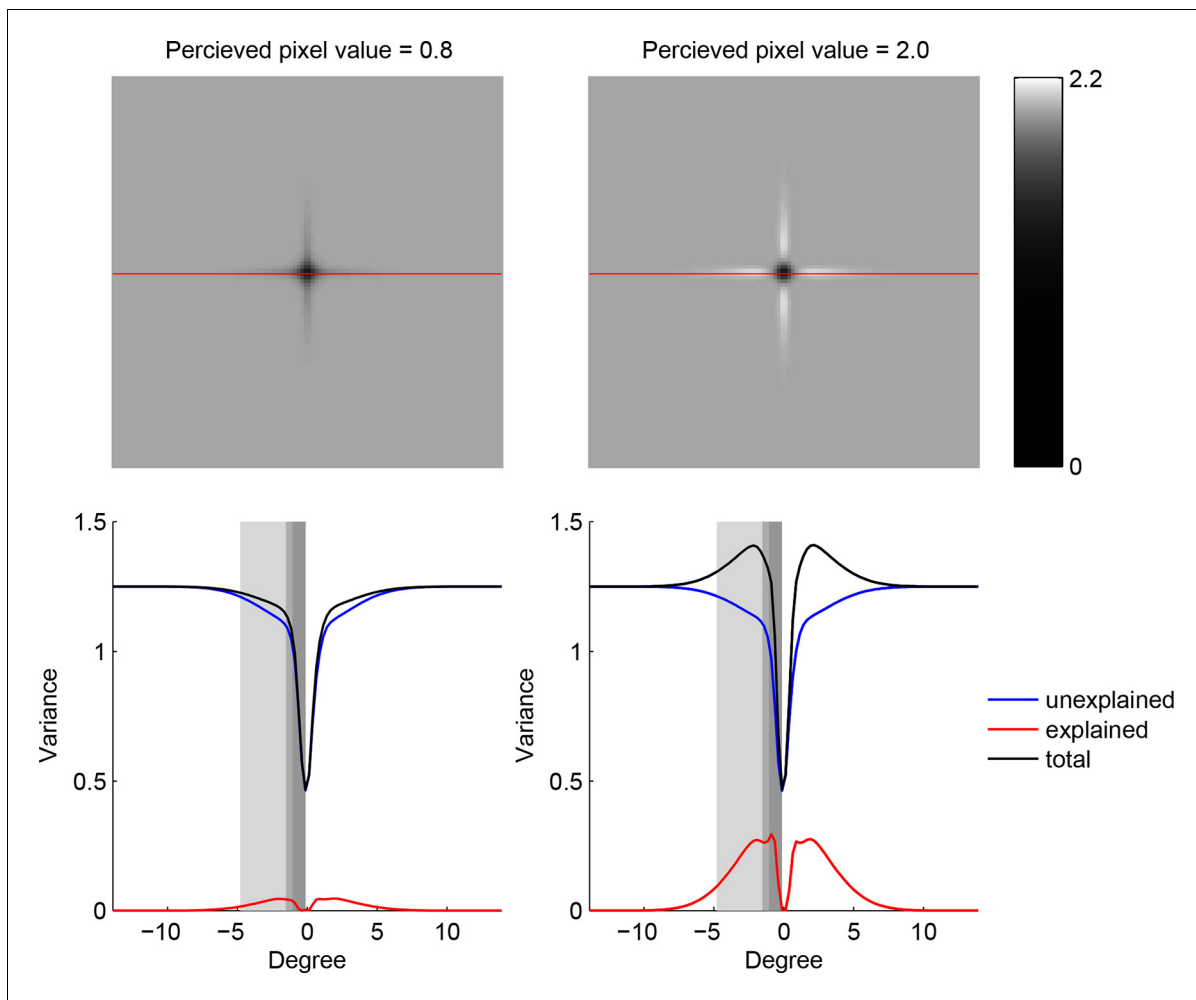 Percieved pixel value = 0.8
Percieved pixel value = 2.0
2.2
0
1.5
1
0.5
0
Variance
−10 −5 0 5 10
Degree
1.5
1
0.5
0
Variance
−10 −5 0 5 10
Degree
unexplained
explained
total